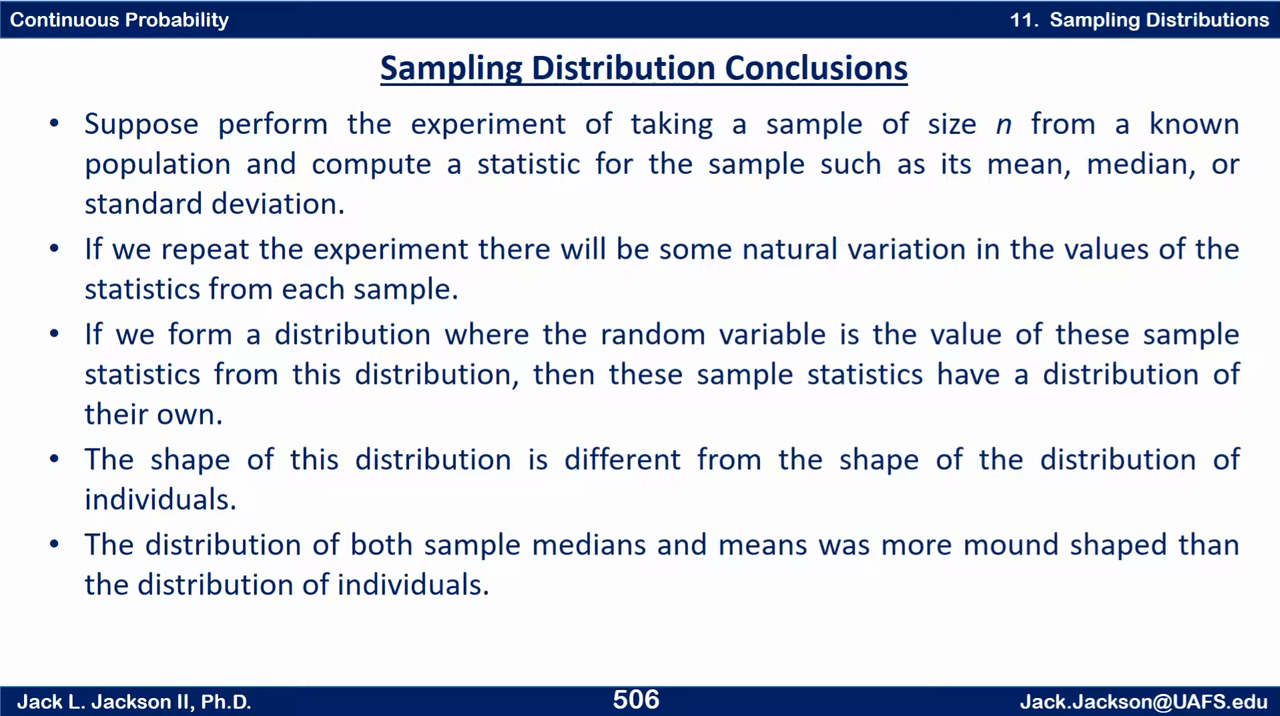 Continuous Probability
11. Sampling Distributions
Sampling Distribution Conclusions
• Suppose perform the experiment of taking a sample of size n from a known
population and compute a statistic for the sample such as its mean, median, or
standard deviation.
• If we repeat the experiment there will be some natural variation in the values of the
statistics from each sample.
• If we form a distribution where the random variable is the value of these sample
statistics from this distribution, then these sample statistics have a distribution of
their own.
• The shape of this distribution is different from the shape of the distribution of
individuals.
• The distribution of both sample medians and means was more mound shaped than
the distribution of individuals.
Jack L. Jackson II, Ph.D.
506
Jack.Jackson@UAFS.edu